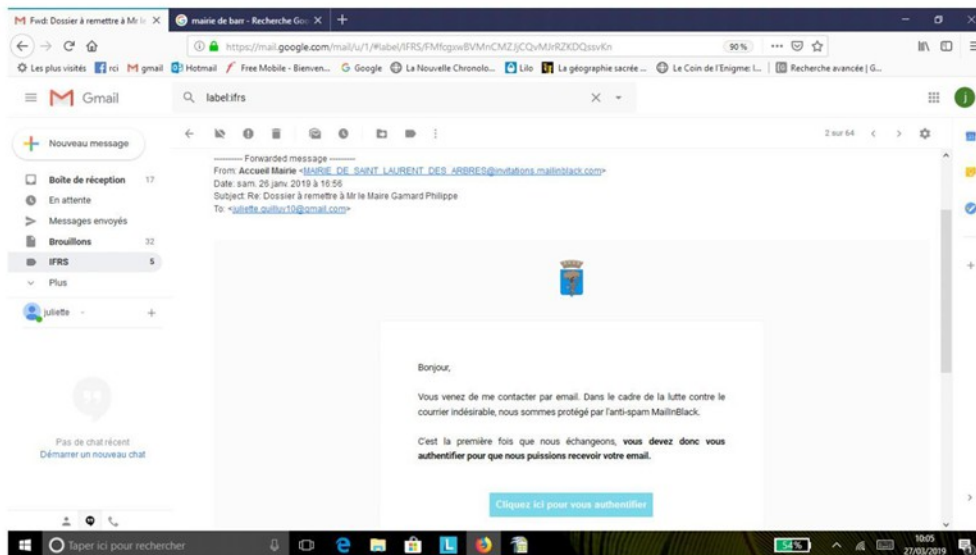 Fwd: Dossier à remettre à Mr le
mairie de barr - Recherche Goo
https://mail.google.com/mail/u/1/#label/IFRS/FMfcgxwBVMnCMZJjCQvMJrRZKDQssvKn
90%
Les plus visités rci M gmail Hotmail Free Mobile - Bienven... Google La Nouvelle Chronolo... Lilo La géographie sacrée ... Le Coin de l'Enigme: l... Recherche avancée | G...
Gmail
label:ifrs
j
Nouveau message
2 sur 64
Boîte de réception 17
En attente
Messages envoyés
Brouillons 32
IFRS 5
Plus
juliette
Pas de chat récent
Démarrer un nouveau chat
---------- Forwarded message ----------
From: Accueil Mairie <MAIRIE_DE_SAINT_LAURENT_DES_ARBRES@invitations.mailinblack.com>
Date: sam. 26 janv. 2019 à 16:56
Subject: Re: Dossier à remettre à Mr le Maire Gamard Philippe
To:
Bonjour,
Vous venez de me contacter par email. Dans le cadre de la lutte contre le
courrier indésirable, nous sommes protégé par l'anti-spam MailInBlack.
C'est la première fois que nous échangeons, vous devez donc vous
authentifier pour que nous puissions recevoir votre email.
Cliquez ici pour vous authentifier
Taper ici pour rechercher
54%
10:05
27/03/2019